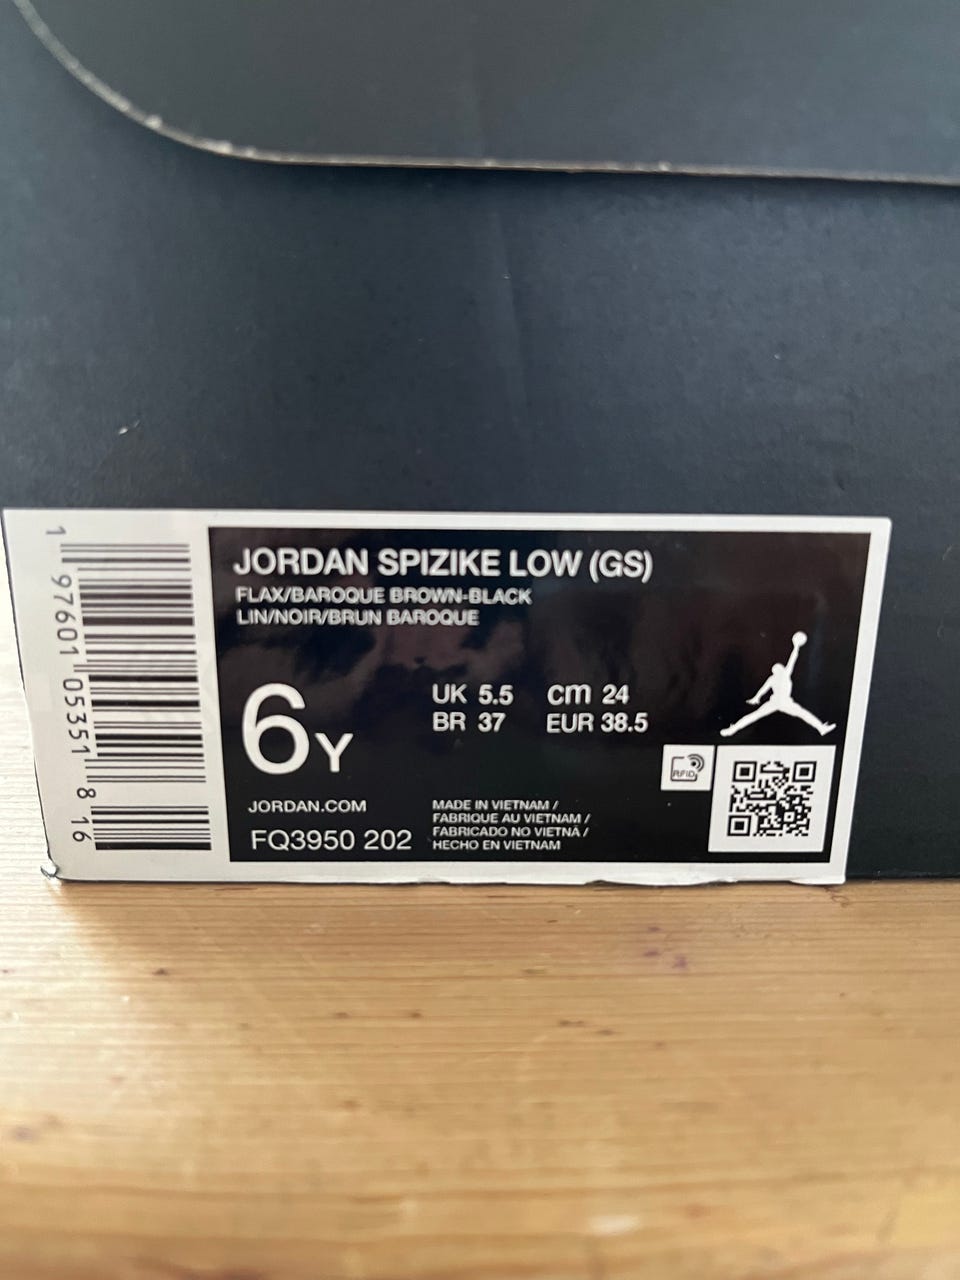 1 97601 05351 8 16
JORDAN SPIZIKE LOW (GS)
FLAX/BAROQUE BROWN-BLACK
LIN/NOIR/BRUN BAROQUE
6Y
UK 5.5 cm 24
BR 37 EUR 38.5
RFID
JORDAN.COM
FQ3950 202
MADE IN VIETNAM /
FABRIQUE AU VIETNAM /
FABRICADO NO VIETNÃ /
HECHO EN VIETNAM